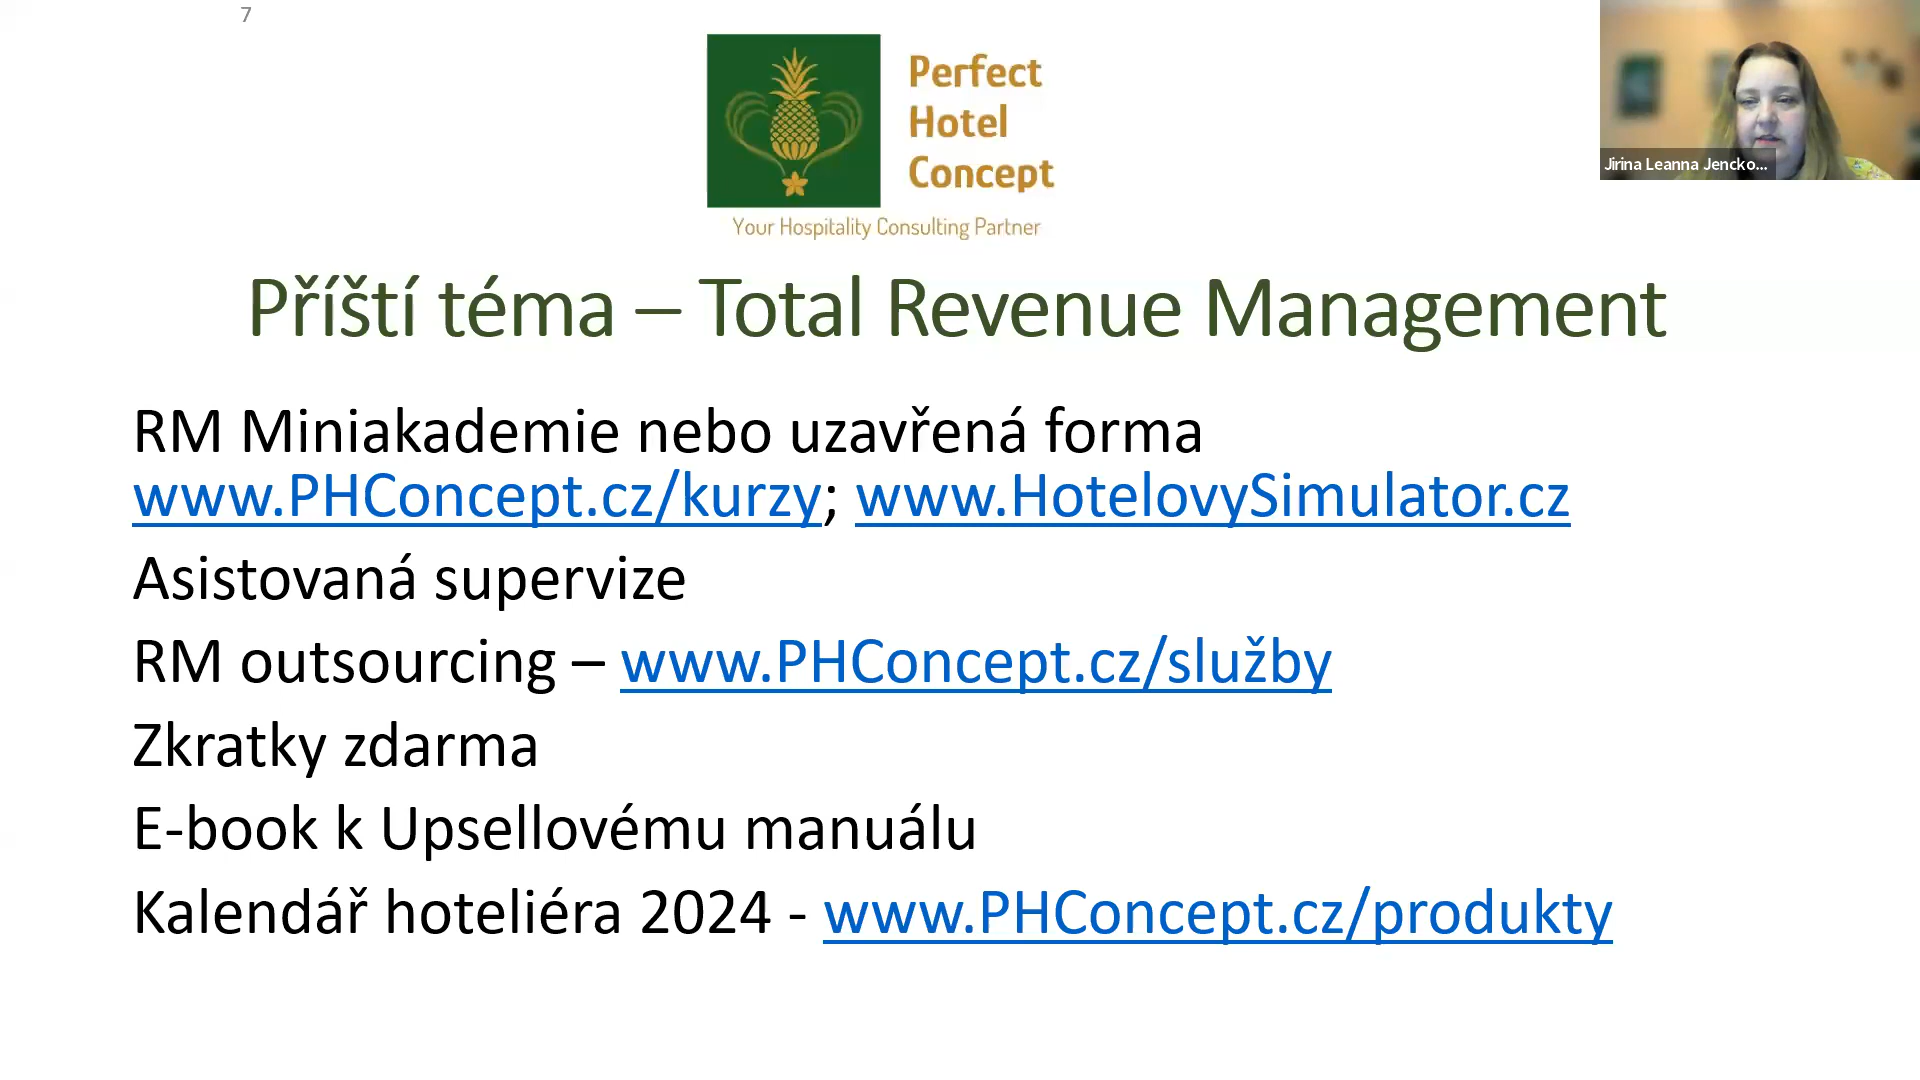 7
Perfect
Hotel
Concept
Your Hospitality Consulting Partner
Jirina Leanna Jencko...
Příští téma – Total Revenue Management
RM Miniakademie nebo uzavřená forma
www.PHConcept.cz/kurzy; www.HotelovySimulator.cz
Asistovaná supervize
RM outsourcing – www.PHConcept.cz/služby
Zkratky zdarma
E-book k Upsellovému manuálu
Kalendář hoteliéra 2024 - www.PHConcept.cz/produkty